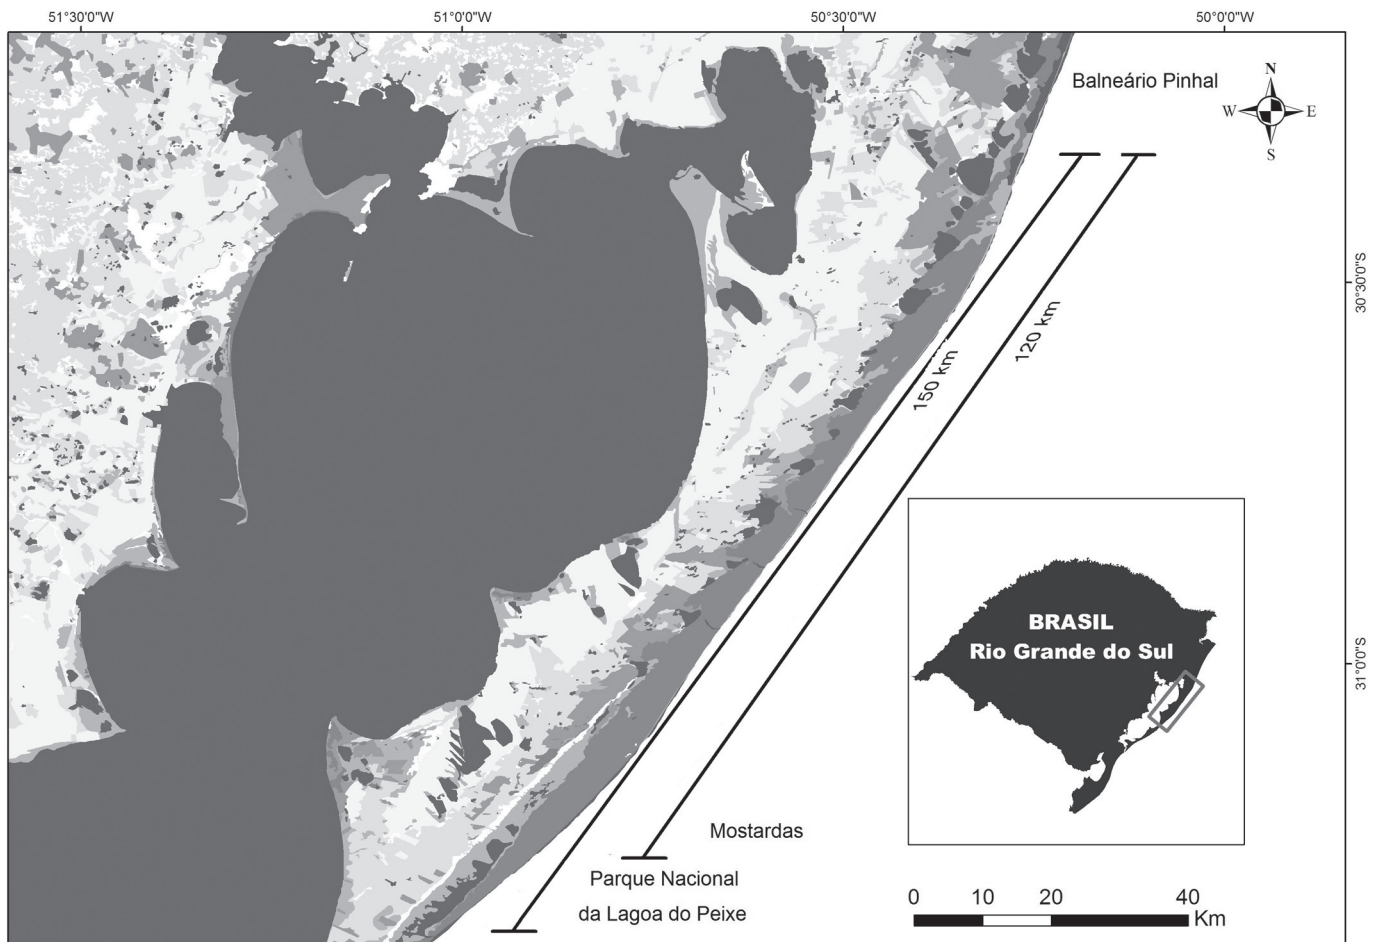 51°30'0"W
51°0'0"W
50°30'0"W
50°0'0"W
Balneário Pinhal
N
W
E
S
30°30'0"S
120 km
150 km
BRASIL
Rio Grande do Sul
31°0'0"S
Mostardas
Parque Nacional
da Lagoa do Peixe
0
10
20
40
Km